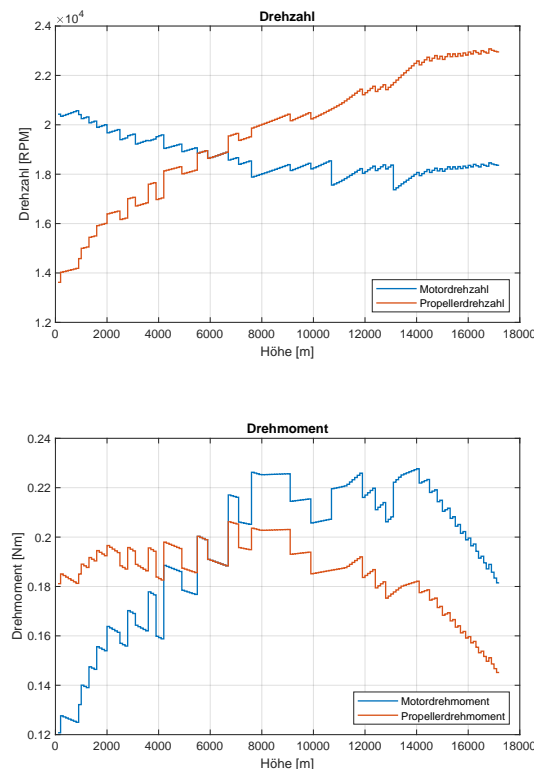 Drehzahl
2.4 ×10⁴
2.2
2
1.8
1.6
1.4
1.2
Drehzahl [RPM]
0 2000 4000 6000 8000 10000 12000 14000 16000 18000
Höhe [m]
Motordrehzahl
Propellerdrehzahl
Drehmoment
0.24
0.22
0.2
0.18
0.16
0.14
0.12
Drehmoment [Nm]
0 2000 4000 6000 8000 10000 12000 14000 16000 18000
Höhe [m]
Motordrehmoment
Propellerdrehmoment